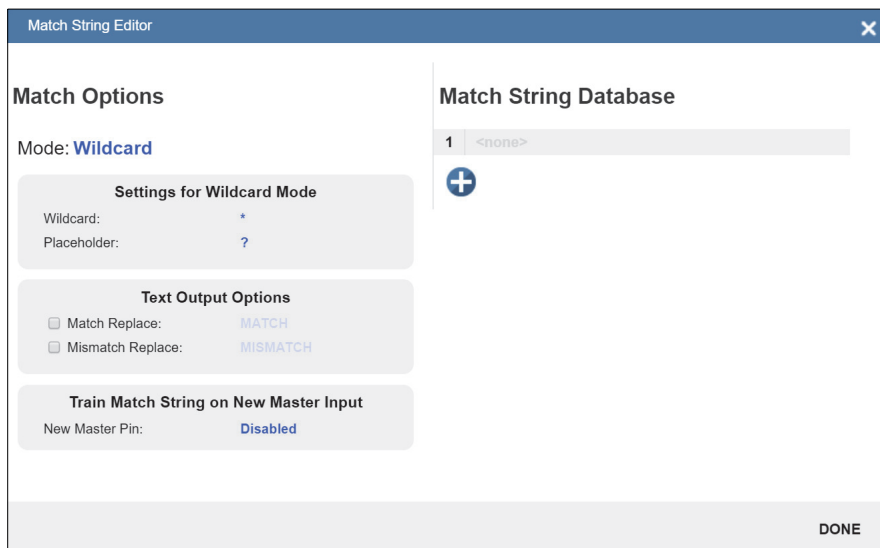 Match String Editor
Match Options
Mode: Wildcard
Settings for Wildcard Mode
Wildcard: *
Placeholder: ?
Text Output Options
Match Replace: MATCH
Mismatch Replace: MISMATCH
Train Match String on New Master Input
New Master Pin: Disabled
Match String Database
1 <none>
DONE